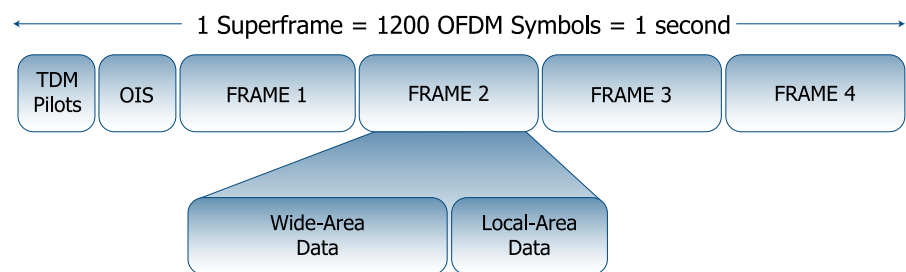 1 Superframe = 1200 OFDM Symbols = 1 second
TDM
Pilots
OIS
FRAME 1
FRAME 2
FRAME 3
FRAME 4
Wide-Area
Data
Local-Area
Data